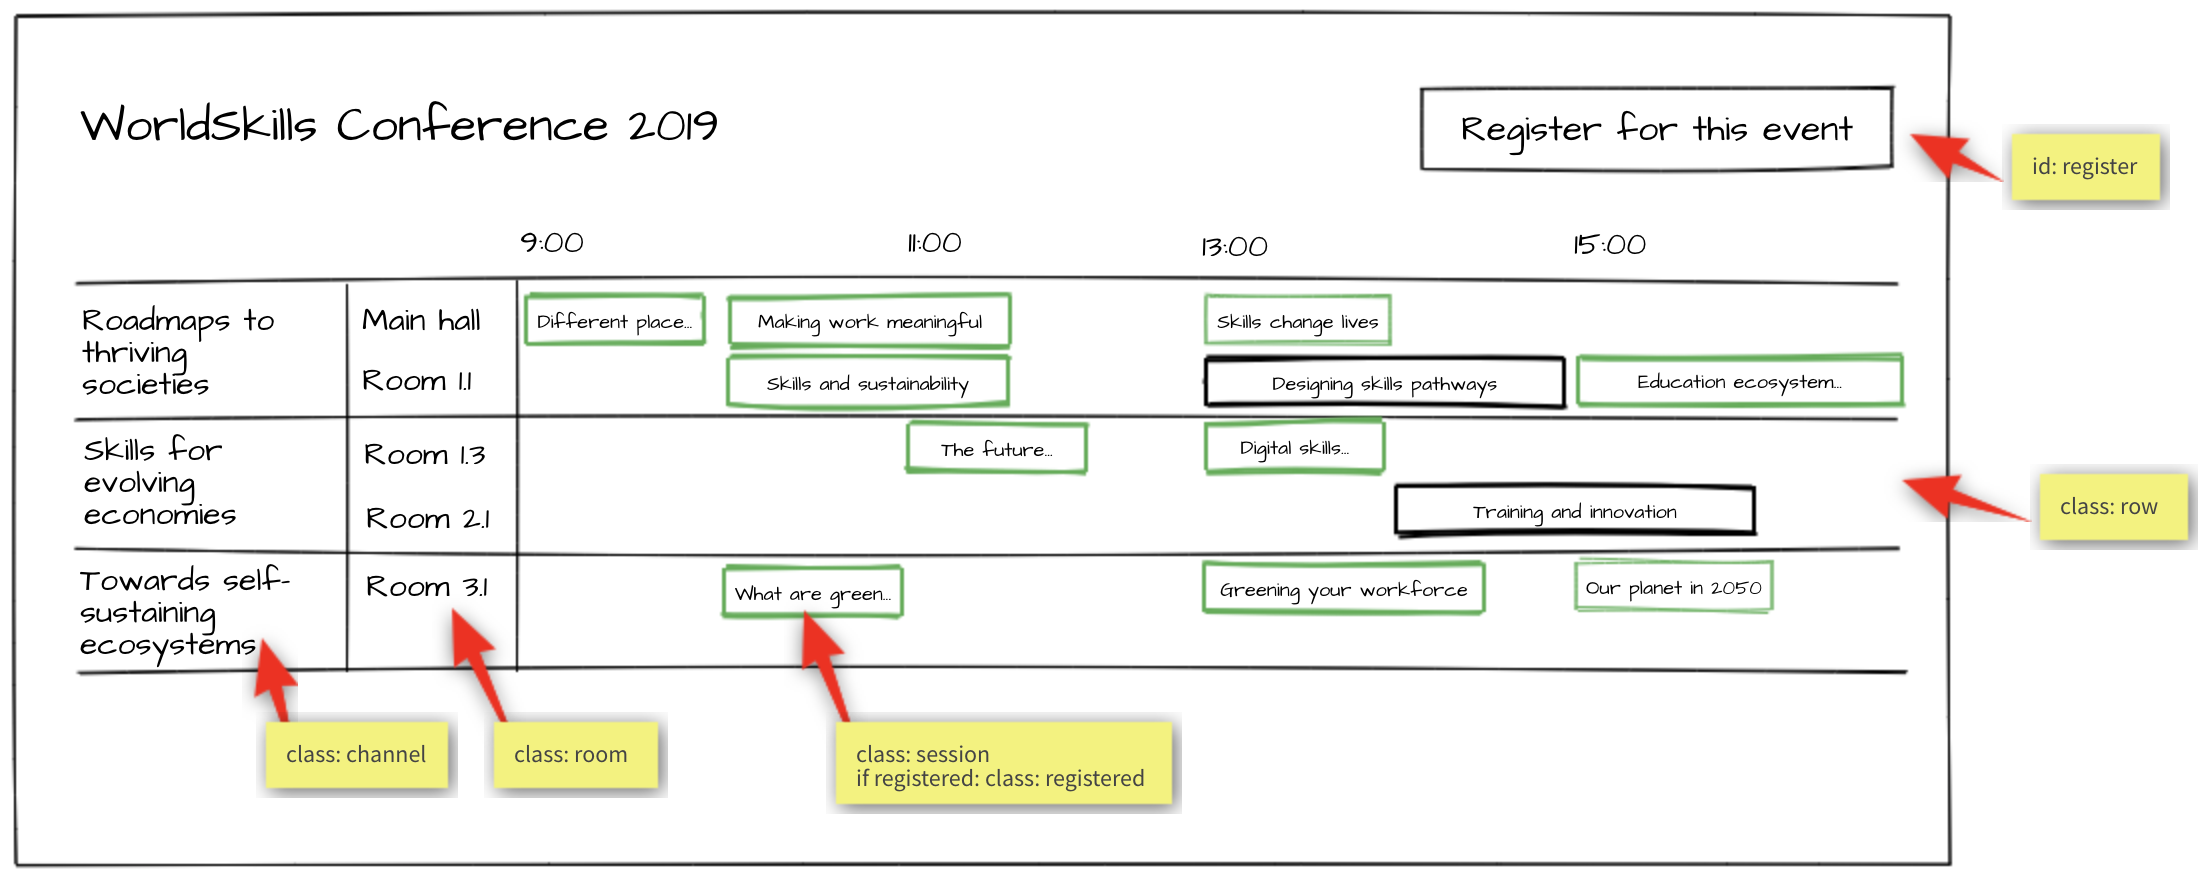 WorldSkills Conference 2019
Register for this event
id: register
9:00
11:00
13:00
15:00
Roadmaps to
thriving
societies
Main hall
Different place...
Making work meaningful
Skills change lives
Room 1.1
Skills and sustainability
Designing skills pathways
Education ecosystem...
Skills for
evolving
economies
Room 1.3
The future...
Digital skills...
Room 2.1
Training and innovation
class: row
Towards self-
sustaining
ecosystems
Room 3.1
What are green...
Greening your workforce
Our planet in 2050
class: channel
class: room
class: session
if registered: class: registered